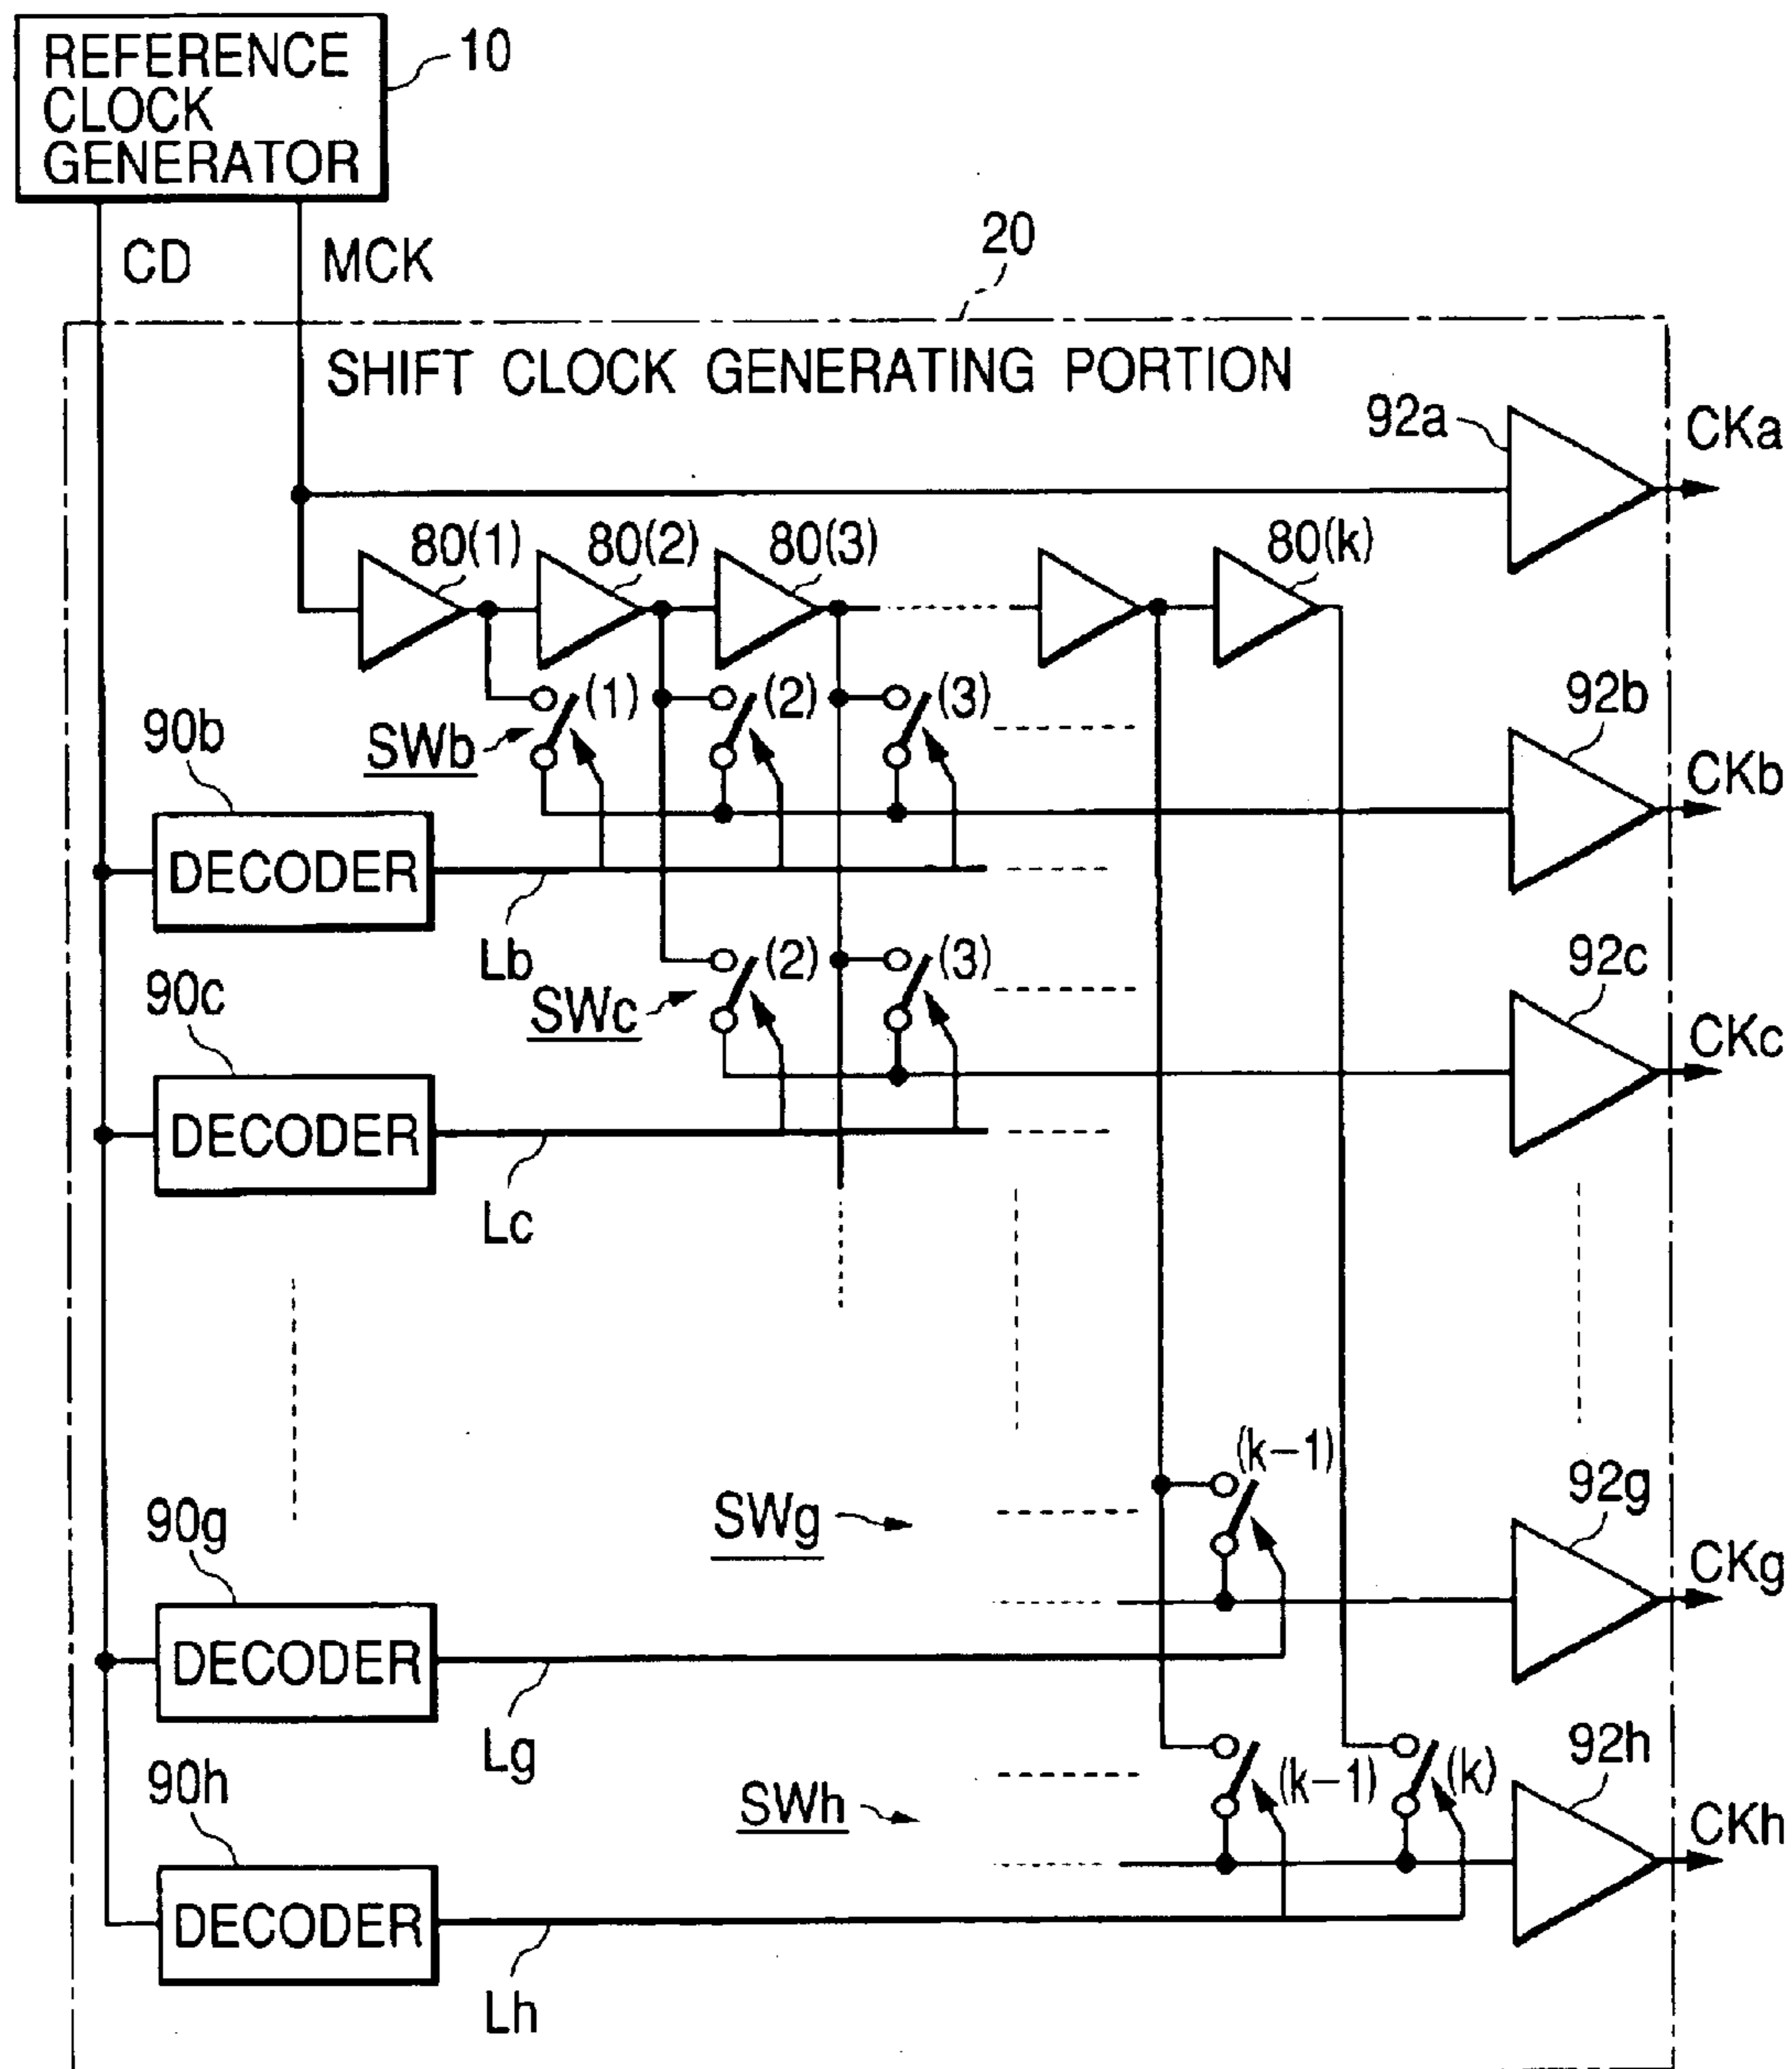 REFERENCE
CLOCK
GENERATOR
10
CD
MCK
20
SHIFT CLOCK GENERATING PORTION
92a
CKa
80(1)
80(2)
80(3)
80(k)
(1)
(2)
(3)
SWb
90b
92b
CKb
DECODER
Lb
(2)
(3)
SWc
90c
92c
CKc
DECODER
Lc
(k-1)
SWg
90g
92g
CKg
DECODER
Lg
(k-1)
(k)
SWh
90h
92h
CKh
DECODER
Lh